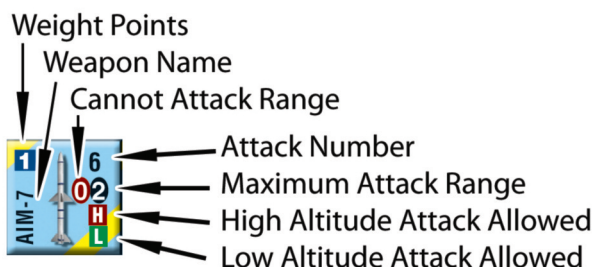 Weight Points
Weapon Name
Cannot Attack Range
1 6 Attack Number
AIM-7 0 2 Maximum Attack Range
H High Altitude Attack Allowed
L Low Altitude Attack Allowed